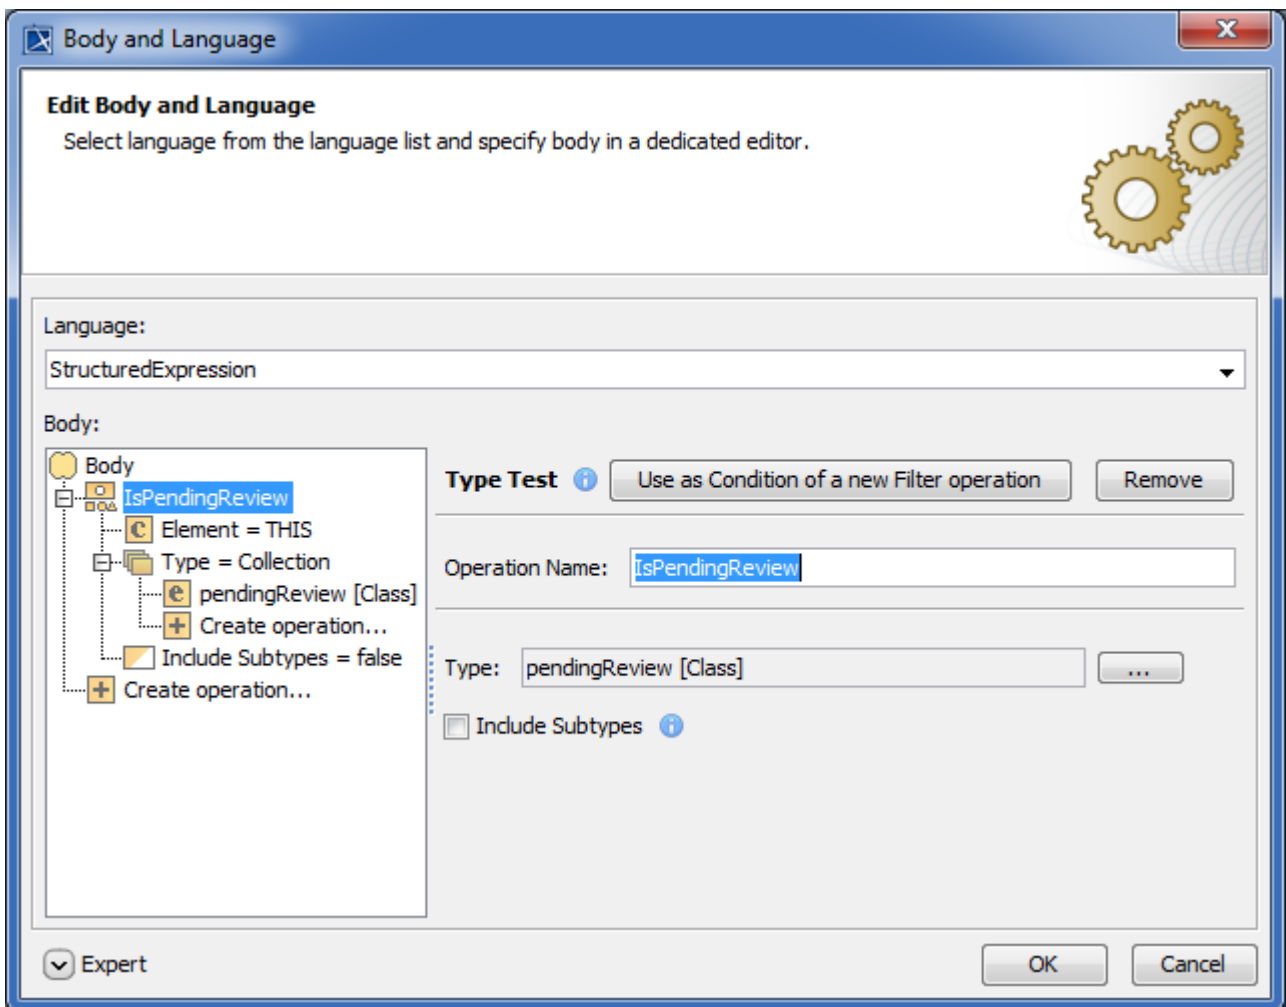 Body and Language
Edit Body and Language
Select language from the language list and specify body in a dedicated editor.
Language:
StructuredExpression
Body:
Body
IsPendingReview
Element = THIS
Type = Collection
pendingReview [Class]
Create operation...
Include Subtypes = false
Create operation...
Type Test
Use as Condition of a new Filter operation
Remove
Operation Name:
IsPendingReview
Type:
pendingReview [Class]
...
Include Subtypes
Expert
OK
Cancel